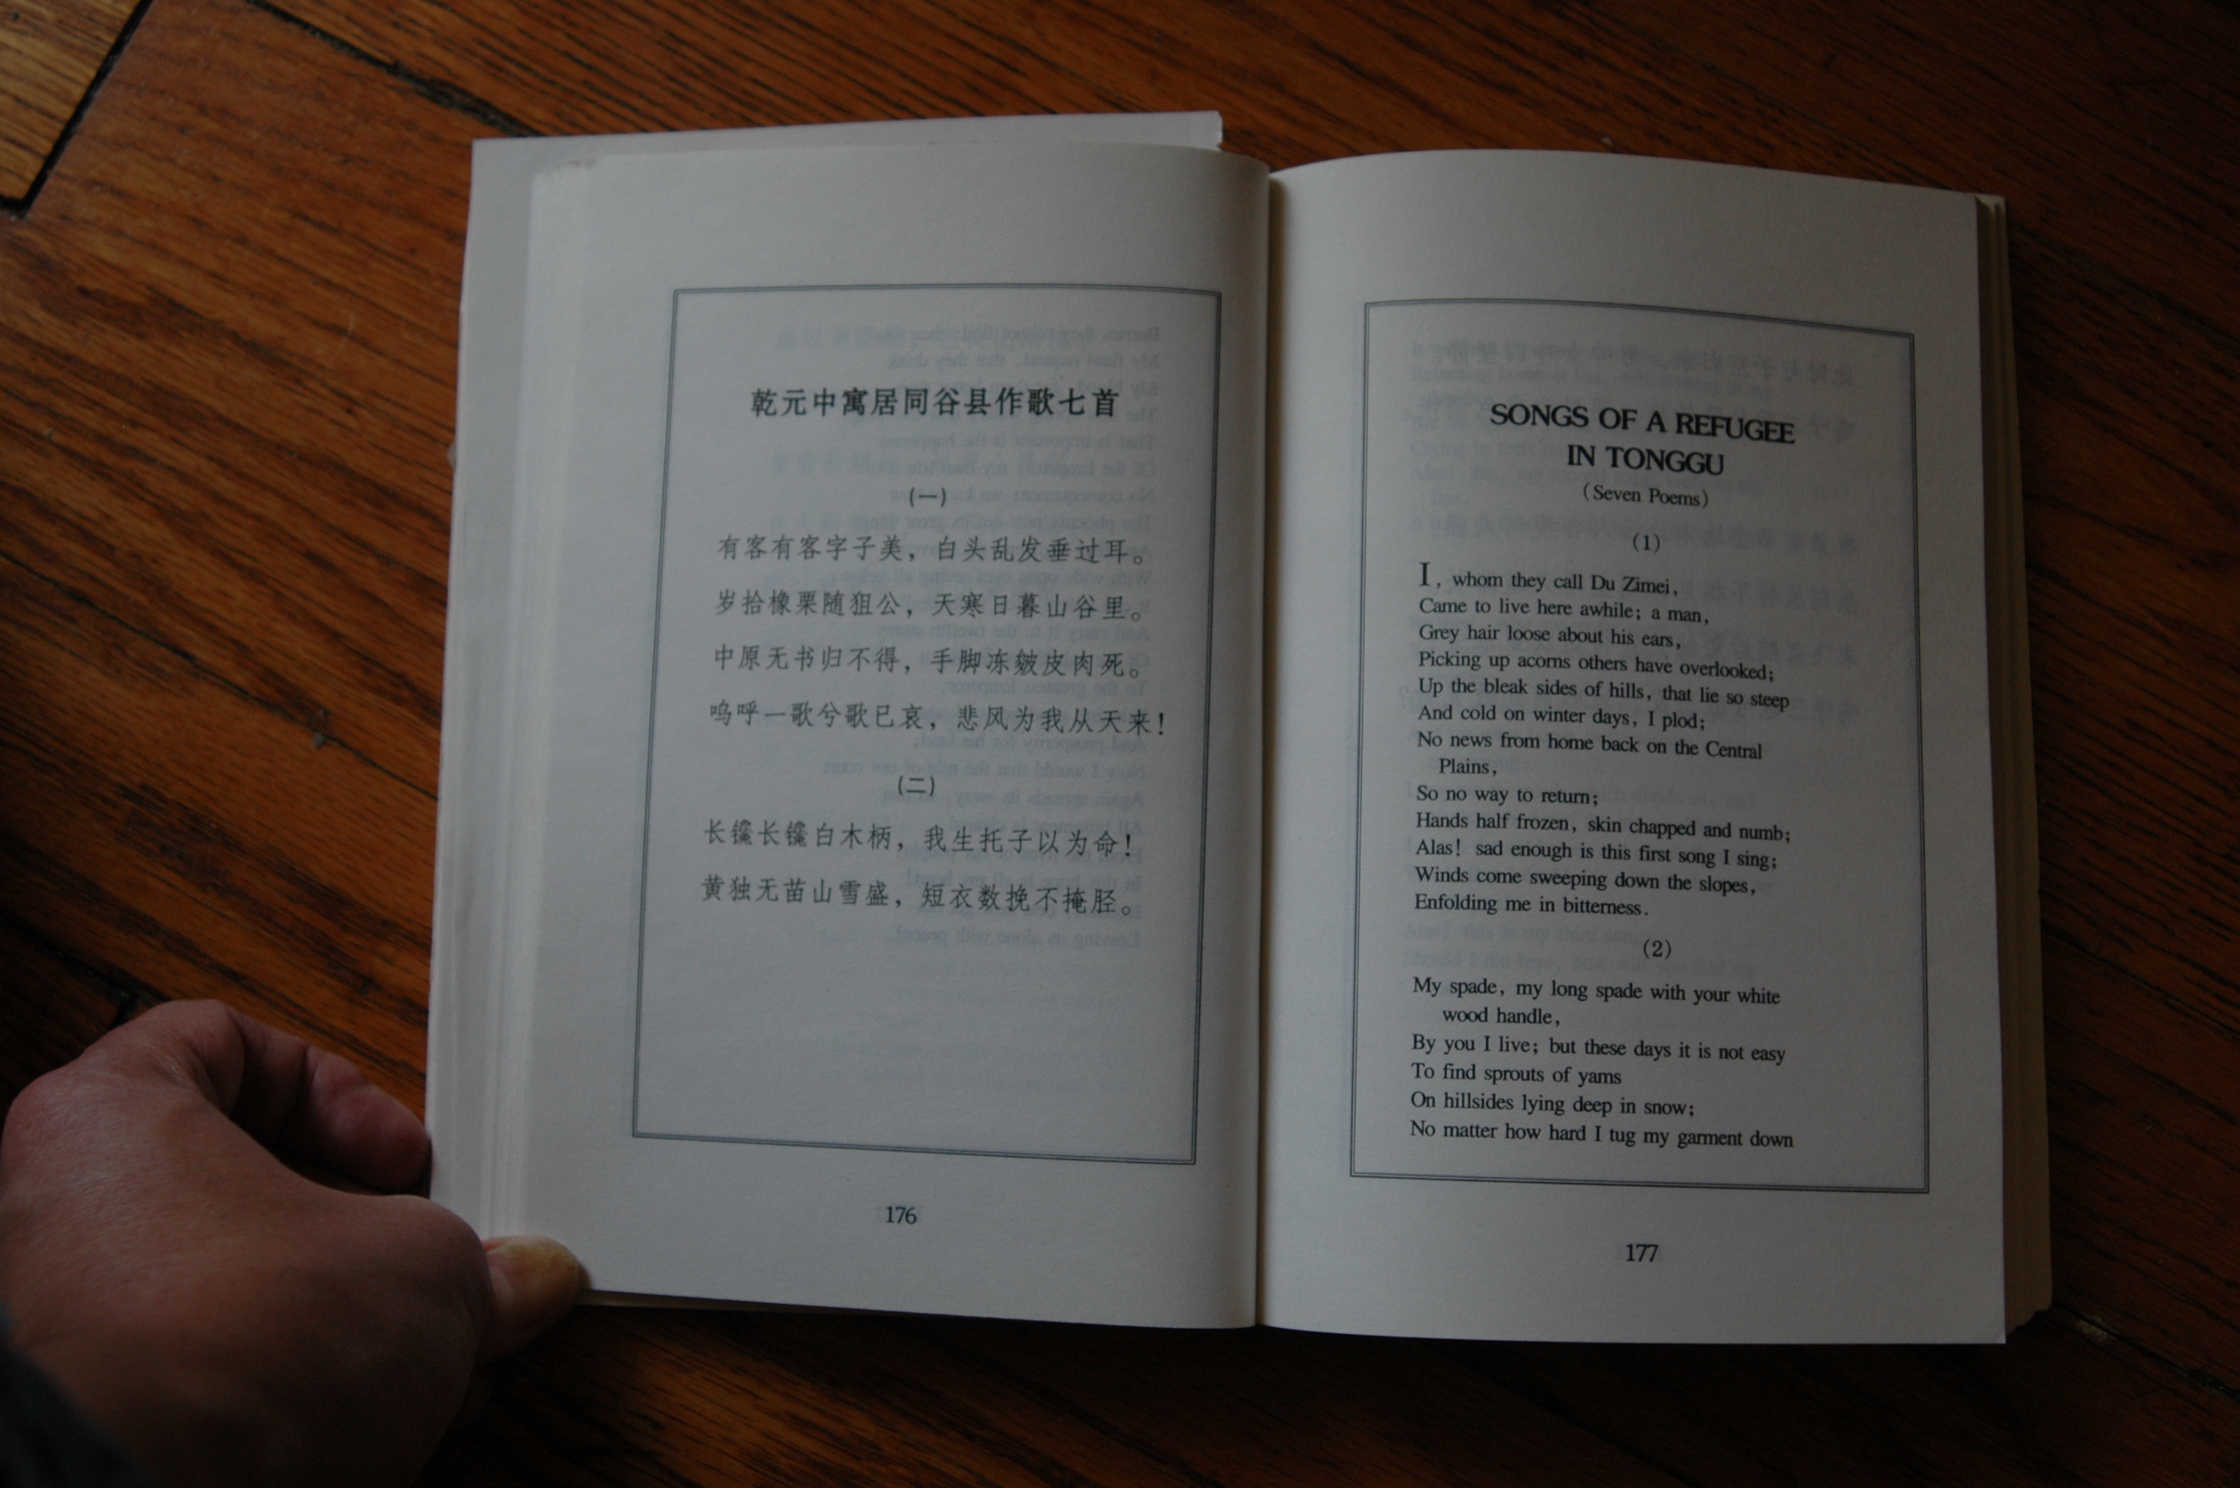 乾元中寓居同谷县作歌七首
(一)
有客有客字子美，白头乱发垂过耳。
岁拾橡栗随狙公，天寒日暮山谷里。
中原无书归不得，手脚冻皴皮肉死。
呜呼一歌兮歌已哀，悲风为我从天来！
(二)
长镵长镵白木柄，我生托子以为命！
黄独无苗山雪盛，短衣数挽不掩胫。
176
SONGS OF A REFUGEE
IN TONGGU
(Seven Poems)
(1)
I, whom they call Du Zimei,
Came to live here awhile; a man,
Grey hair loose about his ears,
Picking up acorns others have overlooked;
Up the bleak sides of hills, that lie so steep
And cold on winter days, I plod;
No news from home back on the Central
Plains,
So no way to return;
Hands half frozen, skin chapped and numb;
Alas! sad enough is this first song I sing;
Winds come sweeping down the slopes,
Enfolding me in bitterness.
(2)
My spade, my long spade with your white
wood handle,
By you I live; but these days it is not easy
To find sprouts of yams
On hillsides lying deep in snow;
No matter how hard I tug my garment down
177